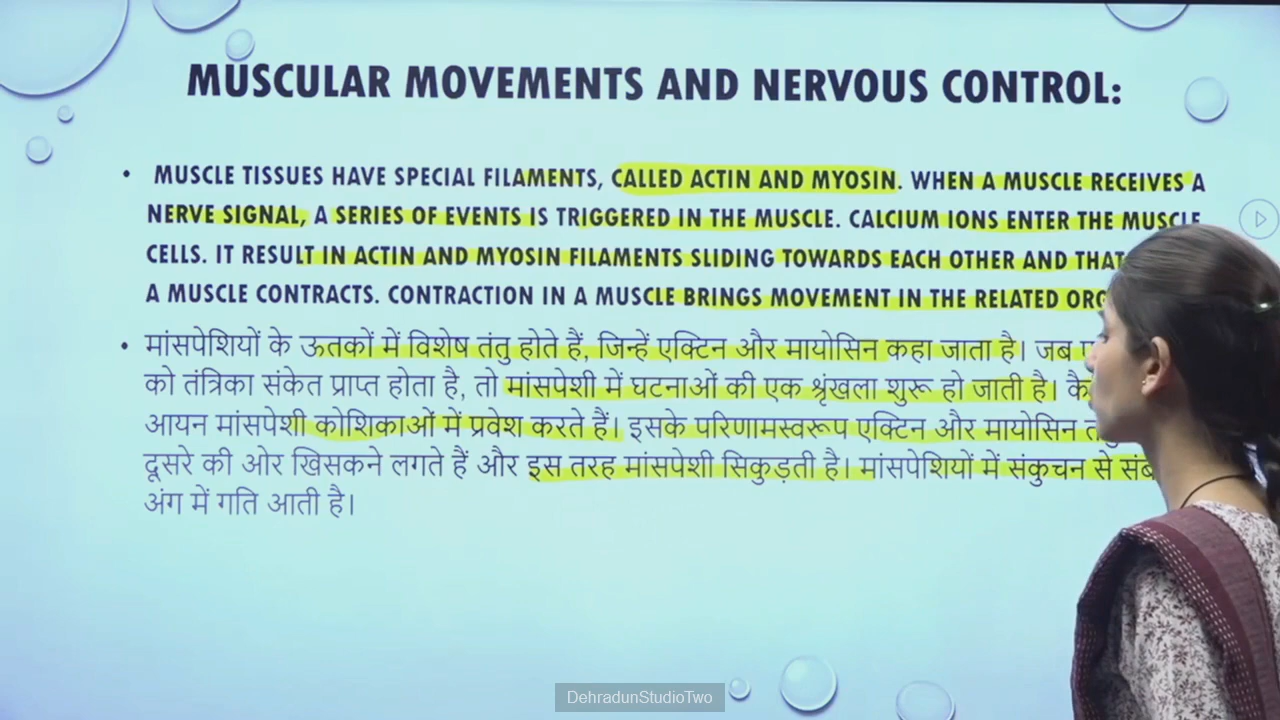 MUSCULAR MOVEMENTS AND NERVOUS CONTROL:
• MUSCLE TISSUES HAVE SPECIAL FILAMENTS, CALLED ACTIN AND MYOSIN. WHEN A MUSCLE RECEIVES A
NERVE SIGNAL, A SERIES OF EVENTS IS TRIGGERED IN THE MUSCLE. CALCIUM IONS ENTER THE MUSCLE
CELLS. IT RESULT IN ACTIN AND MYOSIN FILAMENTS SLIDING TOWARDS EACH OTHER AND THAT
A MUSCLE CONTRACTS. CONTRACTION IN A MUSCLE BRINGS MOVEMENT IN THE RELATED
• मांसपेशियों के ऊतकों में विशेष तंतु होते हैं, जिन्हें एक्टिन और मायोसिन कहा जाता है। जब
को तंत्रिका संकेत प्राप्त होता है, तो मांसपेशी में घटनाओं की एक श्रृंखला शुरू हो जाती है।
आयन मांसपेशी कोशिकाओं में प्रवेश करते हैं। इसके परिणामस्वरूप एक्टिन और मायोसिन
दूसरे की ओर खिसकने लगते हैं और इस तरह मांसपेशी सिकुड़ती है। मांसपेशियों में संकुचन से
अंग में गति आती है।
DehradunStudioTwo